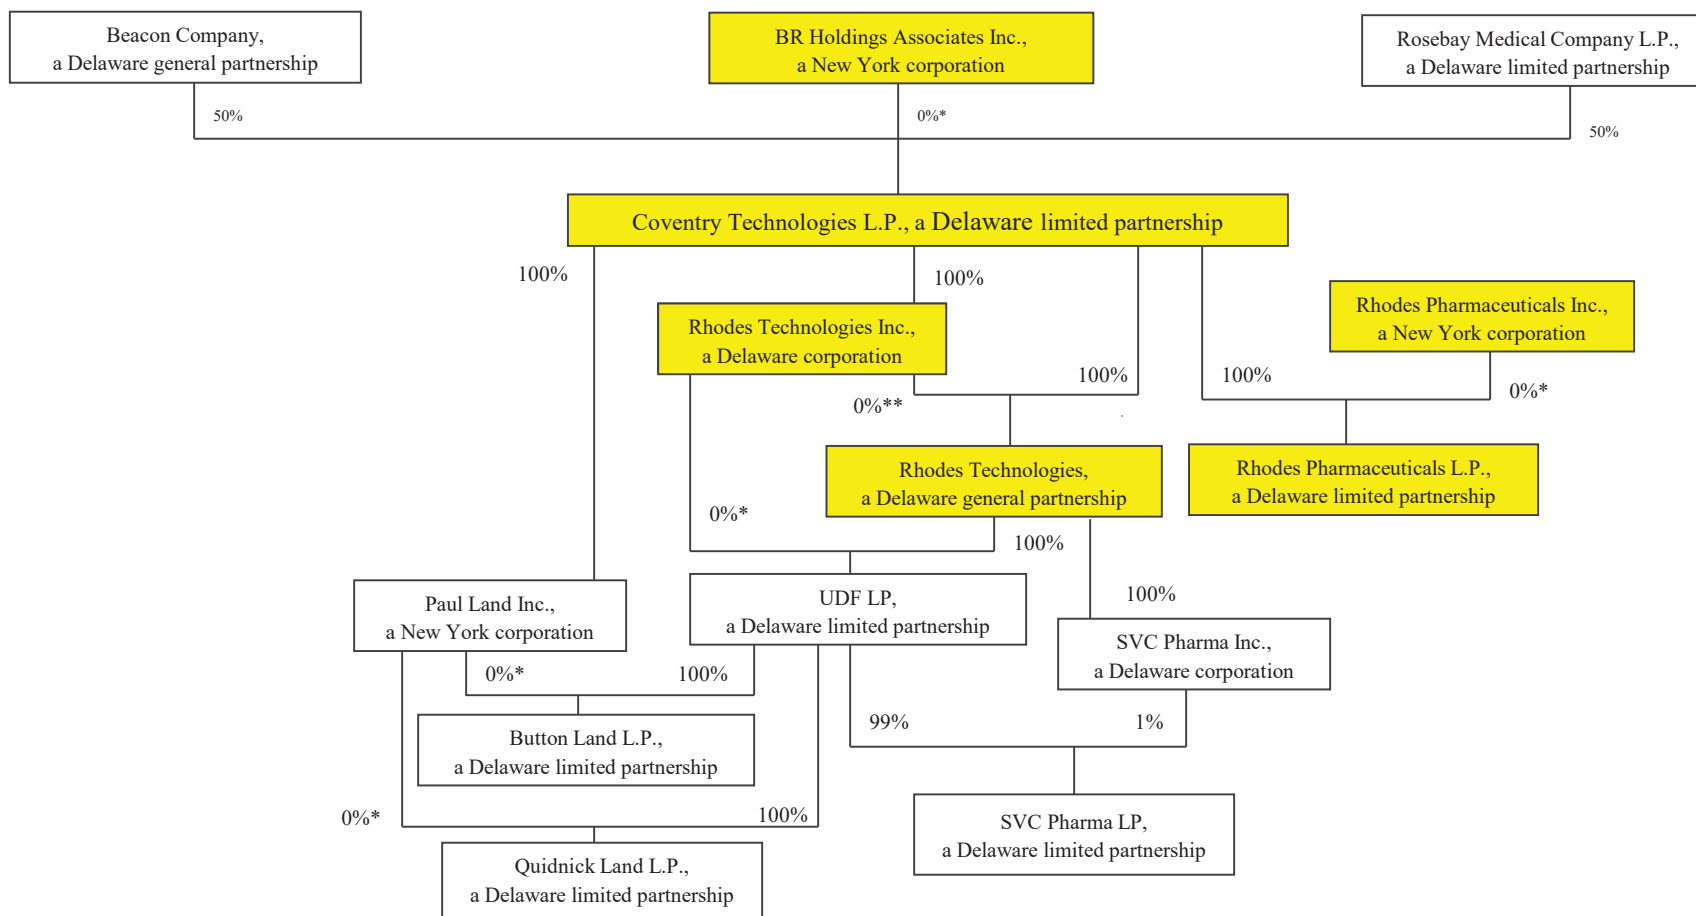 Beacon Company,
a Delaware general partnership
BR Holdings Associates Inc.,
a New York corporation
Rosebay Medical Company L.P.,
a Delaware limited partnership
50%
0%*
50%
Coventry Technologies L.P., a Delaware limited partnership
100%
100%
Rhodes Technologies Inc.,
a Delaware corporation
Rhodes Pharmaceuticals Inc.,
a New York corporation
100%
100%
0%*
0%**
Rhodes Technologies,
a Delaware general partnership
Rhodes Pharmaceuticals L.P.,
a Delaware limited partnership
0%*
100%
Paul Land Inc.,
a New York corporation
UDF LP,
a Delaware limited partnership
100%
SVC Pharma Inc.,
a Delaware corporation
0%*
100%
99%
1%
Button Land L.P.,
a Delaware limited partnership
0%*
100%
SVC Pharma LP,
a Delaware limited partnership
Quidnick Land L.P.,
a Delaware limited partnership